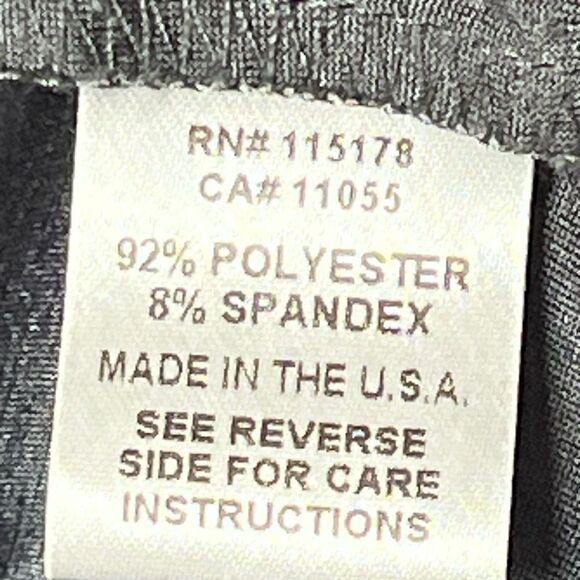 RN# 115178
CA# 11055
92% POLYESTER
8% SPANDEX
MADE IN THE U.S.A.
SEE REVERSE
SIDE FOR CARE
INSTRUCTIONS